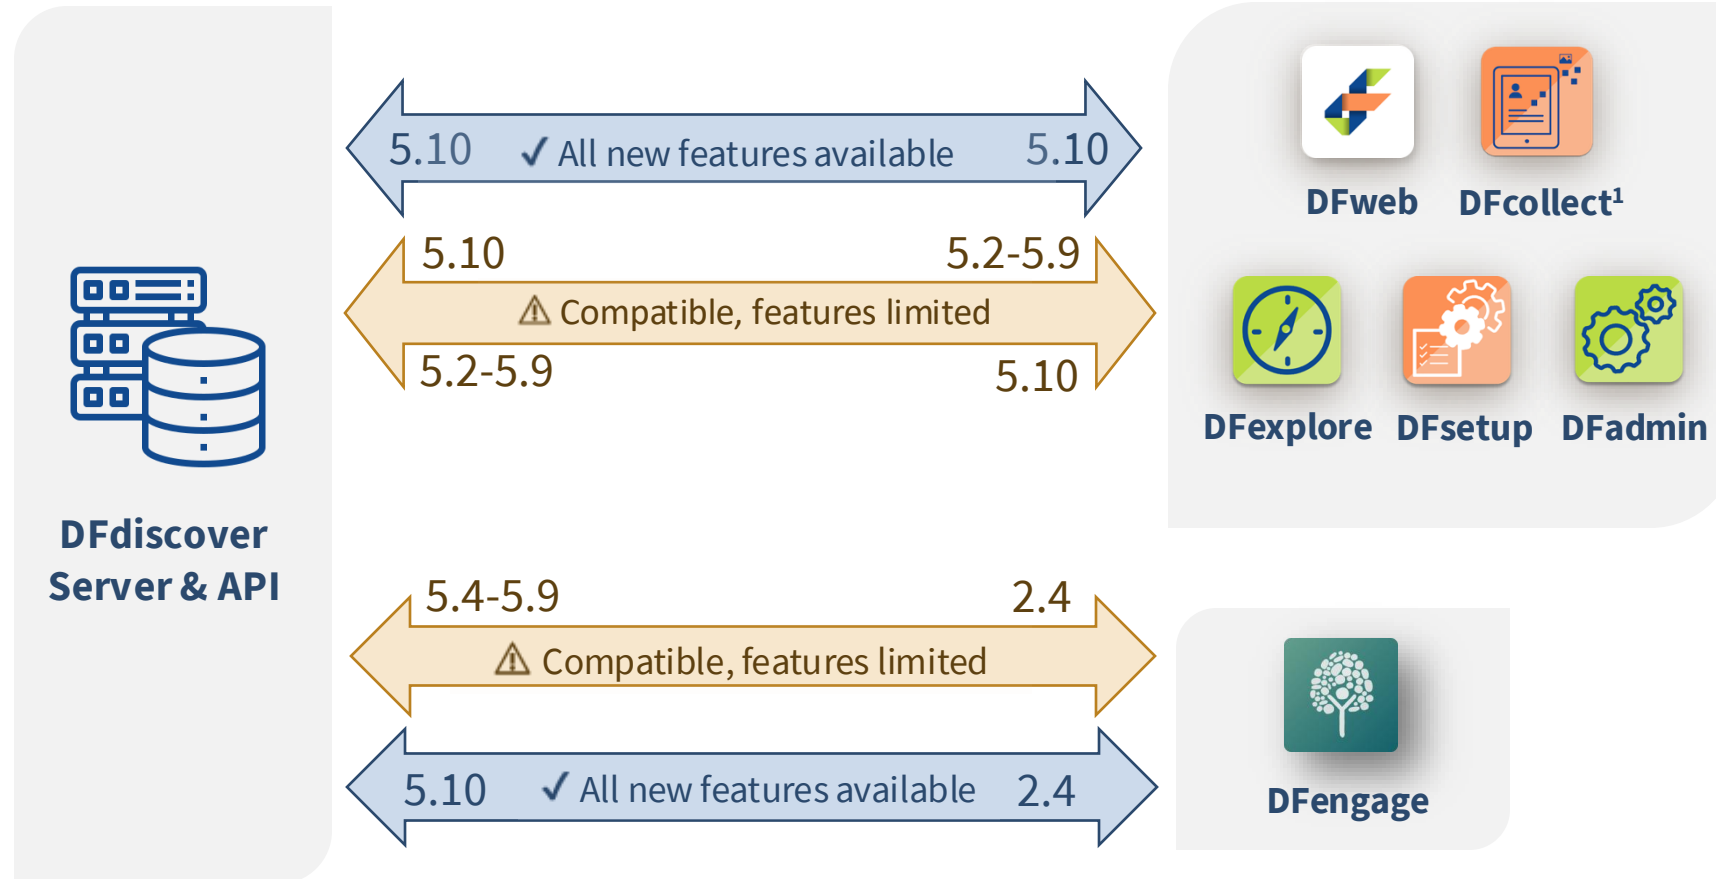 DFdiscover
Server & API
5.10 ✓ All new features available 5.10
5.10 5.2-5.9
⚠ Compatible, features limited
5.2-5.9 5.10
DFweb DFcollect¹
DFexplore DFsetup DFadmin
5.4-5.9 2.4
⚠ Compatible, features limited
5.10 ✓ All new features available 2.4
DFengage